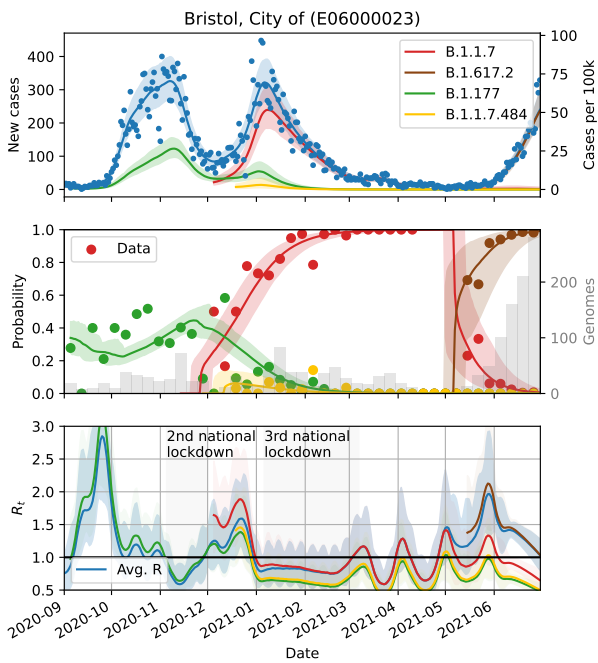 Bristol, City of (E06000023)
New cases
400
300
200
100
0
100
75
50
25
0
Cases per 100k
B.1.1.7
B.1.617.2
B.1.177
B.1.1.7.484
Probability
1.0
0.8
0.6
0.4
0.2
0.0
Data
200
100
0
Genomes
R_t
3.0
2.5
2.0
1.5
1.0
0.5
2nd national
lockdown
3rd national
lockdown
Avg. R
2020-09
2020-10
2020-11
2020-12
2021-01
2021-02
2021-03
2021-04
2021-05
2021-06
Date